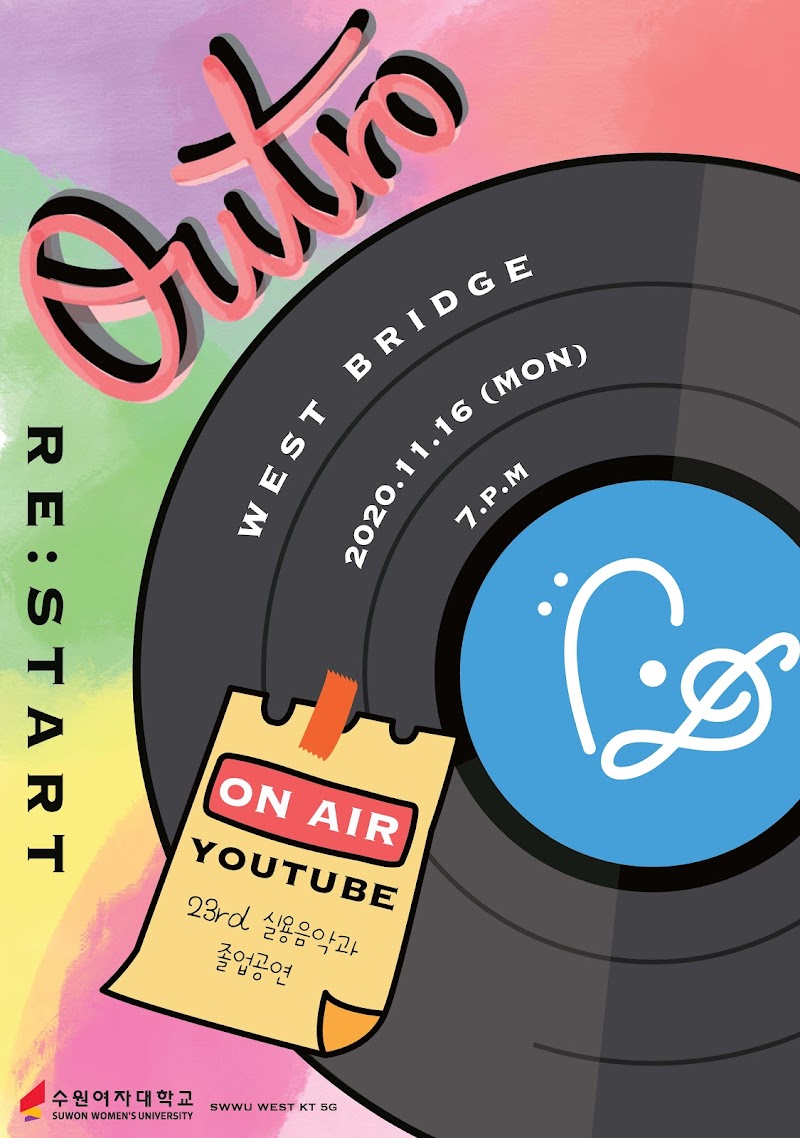 Outro
RE:START
WEST BRIDGE
2020.11.16 (MON)
7.P.M
ON AIR
YOUTUBE
23rd 실용음악과
졸업공연
수원여자대학교
SUWON WOMEN'S UNIVERSITY
SWWU WEST KT 5G